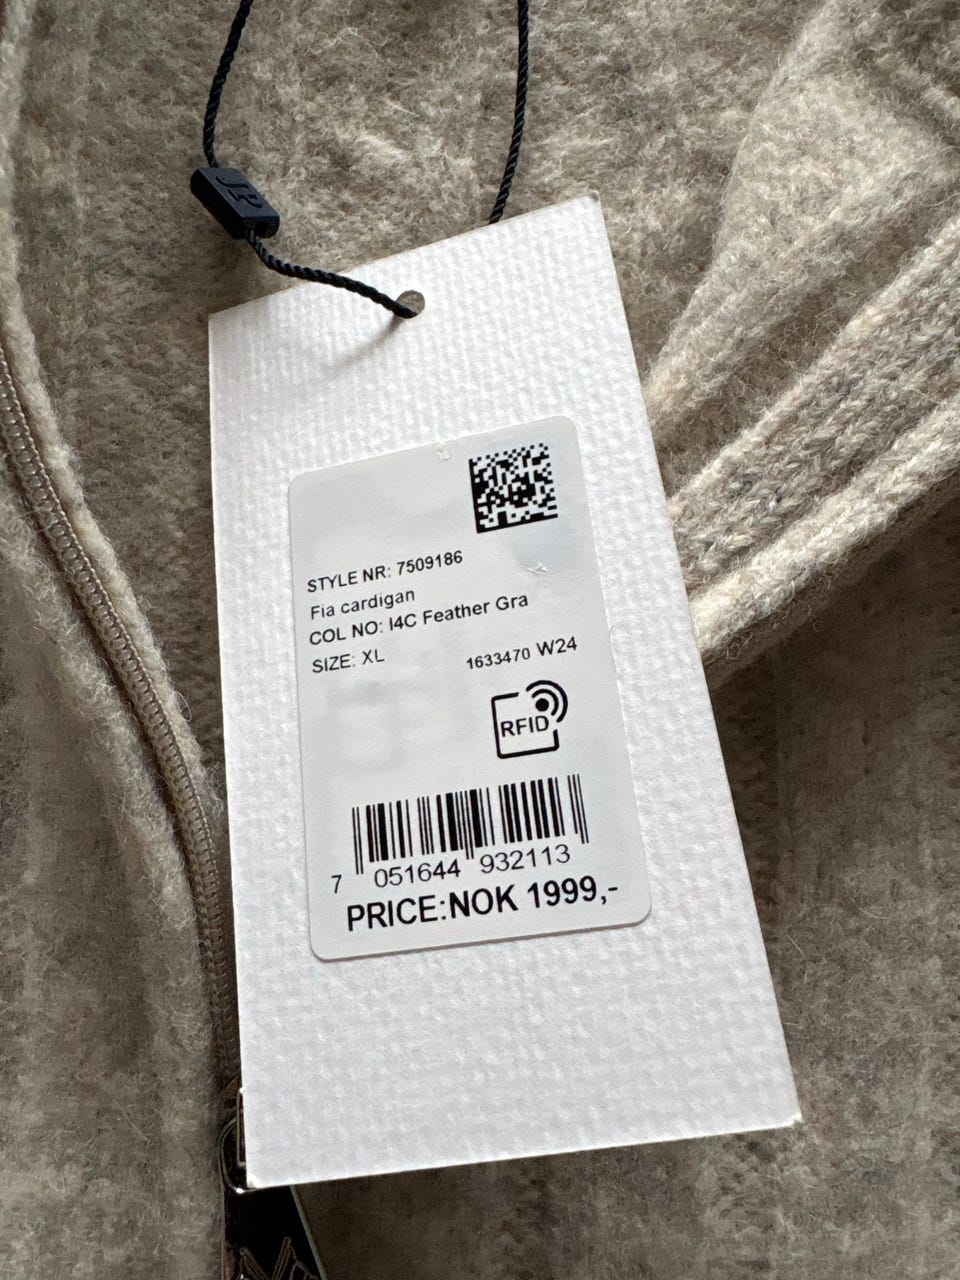 JP
STYLE NR: 7509186
Fia cardigan
COL NO: I4C Feather Gra
SIZE: XL
1633470 W24
RFID
7 051644 932113
PRICE:NOK 1999,-